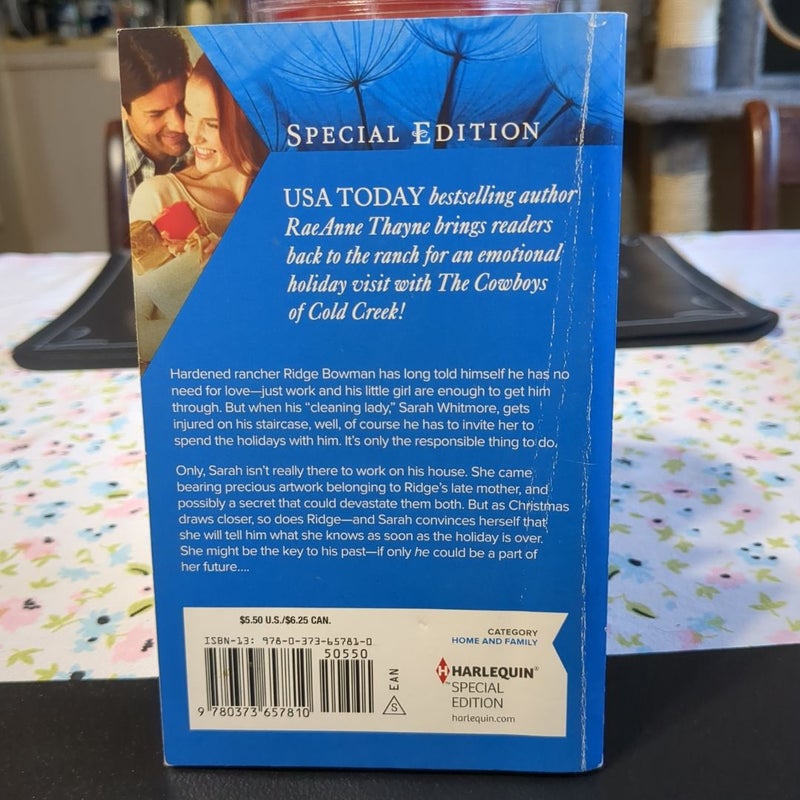 SPECIAL EDITION
USA TODAY bestselling author
RaeAnne Thayne brings readers
back to the ranch for an emotional
holiday visit with The Cowboys
of Cold Creek!
Hardened rancher Ridge Bowman has long told himself he has no
need for love—just work and his little girl are enough to get him
through. But when his “cleaning lady,” Sarah Whitmore, gets
injured on his staircase, well, of course he has to invite her to
spend the holidays with him. It’s only the responsible thing to do.
Only, Sarah isn’t really there to work on his house. She came
bearing precious artwork belonging to Ridge’s late mother, and
possibly a secret that could devastate them both. But as Christmas
draws closer, so does Ridge—and Sarah convinces herself that
she will tell him what she knows as soon as the holiday is over.
She might be the key to his past—if only he could be a part of
her future....
$5.50 U.S./$6.25 CAN.
ISBN-13: 978-0-373-65781-0
50550
9 780373 657810
EAN
S
CATEGORY
HOME AND FAMILY
HARLEQUIN®
SPECIAL
EDITION
harlequin.com